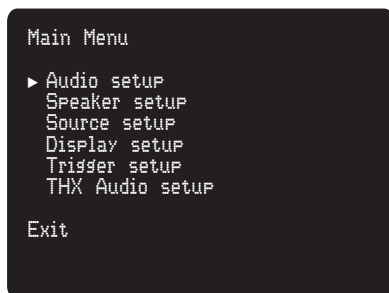 Main Menu
► Audio setup
Speaker setup
Source setup
Display setup
Trigger setup
THX Audio setup
Exit